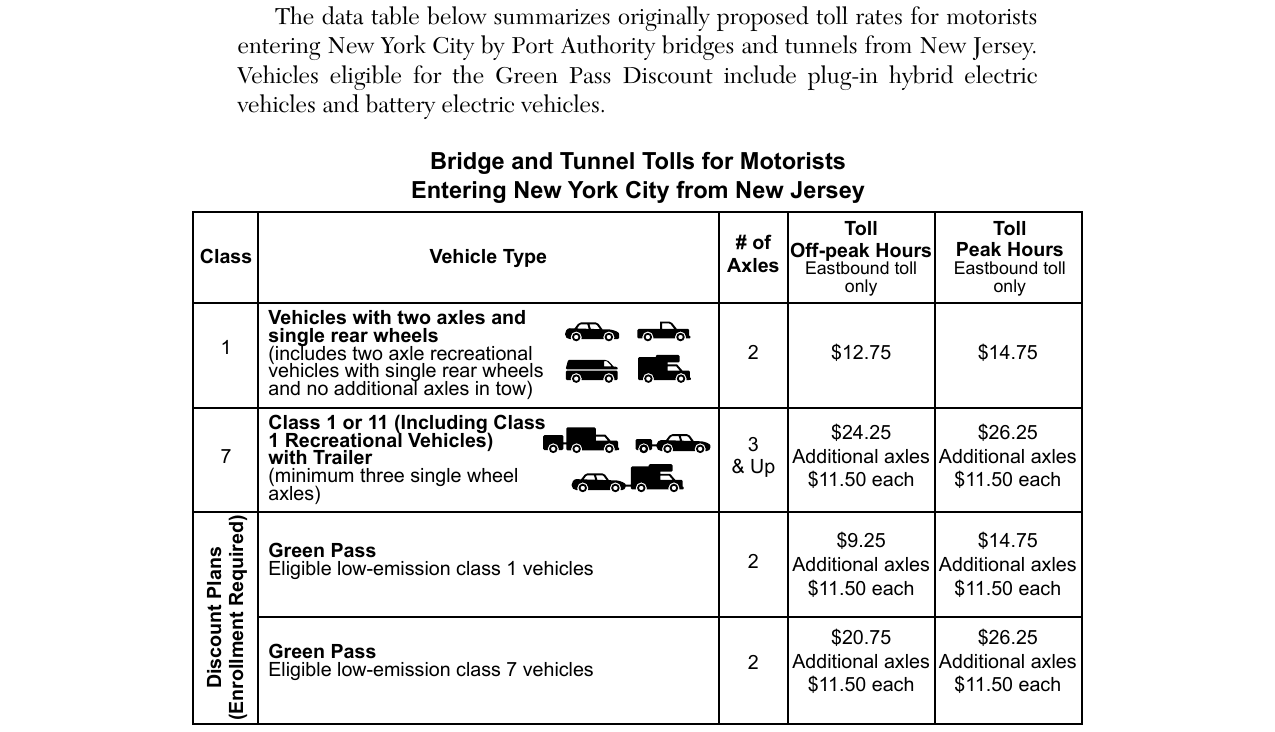 The data table below summarizes originally proposed toll rates for motorists
entering New York City by Port Authority bridges and tunnels from New Jersey.
Vehicles eligible for the Green Pass Discount include plug-in hybrid electric
vehicles and battery electric vehicles.
Bridge and Tunnel Tolls for Motorists
Entering New York City from New Jersey
Class
Vehicle Type
# of
Axles
Toll
Off-peak Hours
Eastbound toll
only
Toll
Peak Hours
Eastbound toll
only
1
Vehicles with two axles and
single rear wheels
(includes two axle recreational
vehicles with single rear wheels
and no additional axles in tow)
2
$12.75
$14.75
7
Class 1 or 11 (Including Class
1 Recreational Vehicles)
with Trailer
(minimum three single wheel
axles)
3
& Up
$24.25
Additional axles
$11.50 each
$26.25
Additional axles
$11.50 each
Discount Plans
(Enrollment Required)
Green Pass
Eligible low-emission class 1 vehicles
2
$9.25
Additional axles
$11.50 each
$14.75
Additional axles
$11.50 each
Green Pass
Eligible low-emission class 7 vehicles
2
$20.75
Additional axles
$11.50 each
$26.25
Additional axles
$11.50 each